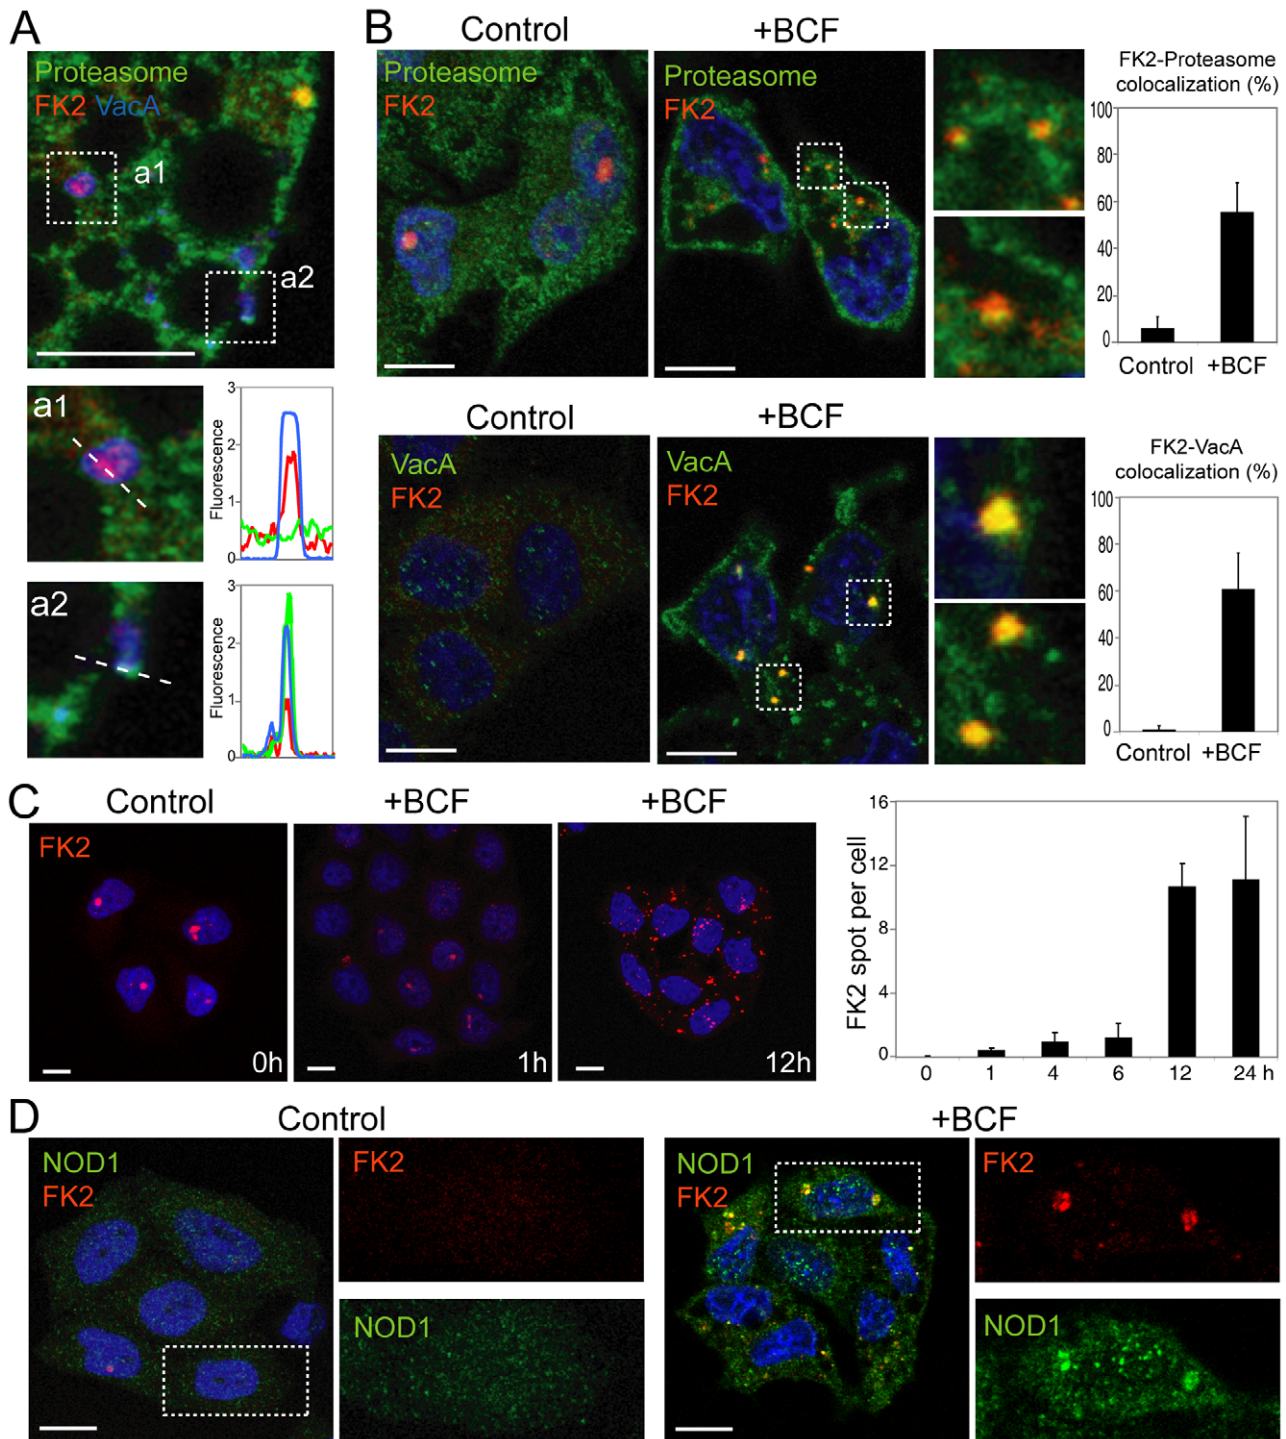 A
Proteasome
FK2 VacA
a1
a2
a1
3
2
1
0
Fluorescence
a2
3
2
1
0
Fluorescence
B
Control
+BCF
Proteasome
FK2
Proteasome
FK2
FK2-Proteasome
colocalization (%)
100
80
60
40
20
0
Control +BCF
Control
+BCF
VacA
FK2
VacA
FK2
FK2-VacA
colocalization (%)
100
80
60
40
20
0
Control +BCF
C
Control
+BCF
+BCF
FK2
0h
1h
12h
FK2 spot per cell
16
12
8
4
0
0 1 4 6 12 24 h
D
Control
+BCF
NOD1
FK2
FK2
NOD1
NOD1
FK2
FK2
NOD1